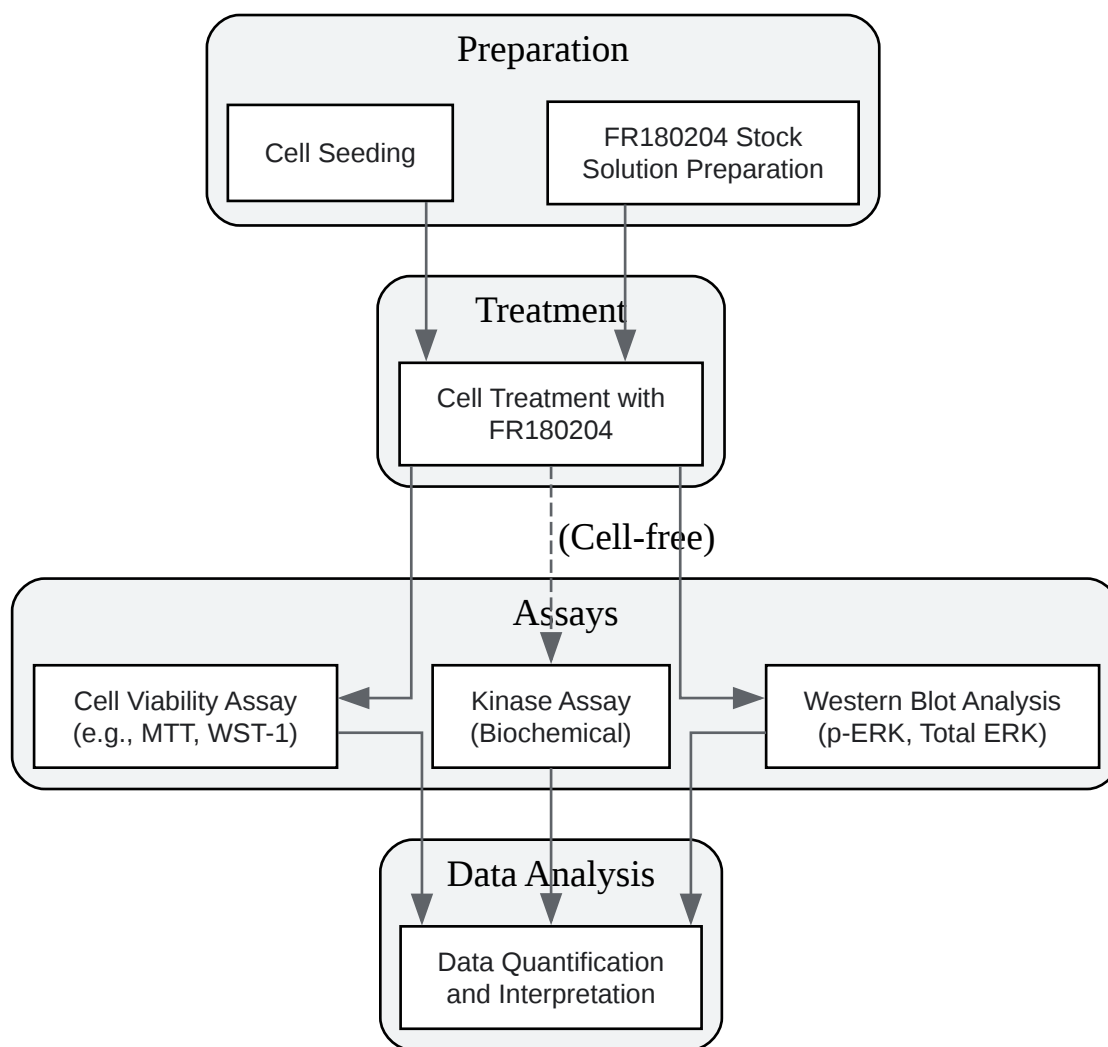 Preparation
Cell Seeding
FR180204 Stock
Solution Preparation
Treatment
Cell Treatment with
FR180204
(Cell-free)
Assays
Cell Viability Assay
(e.g., MTT, WST-1)
Kinase Assay
(Biochemical)
Western Blot Analysis
(p-ERK, Total ERK)
Data Analysis
Data Quantification
and Interpretation